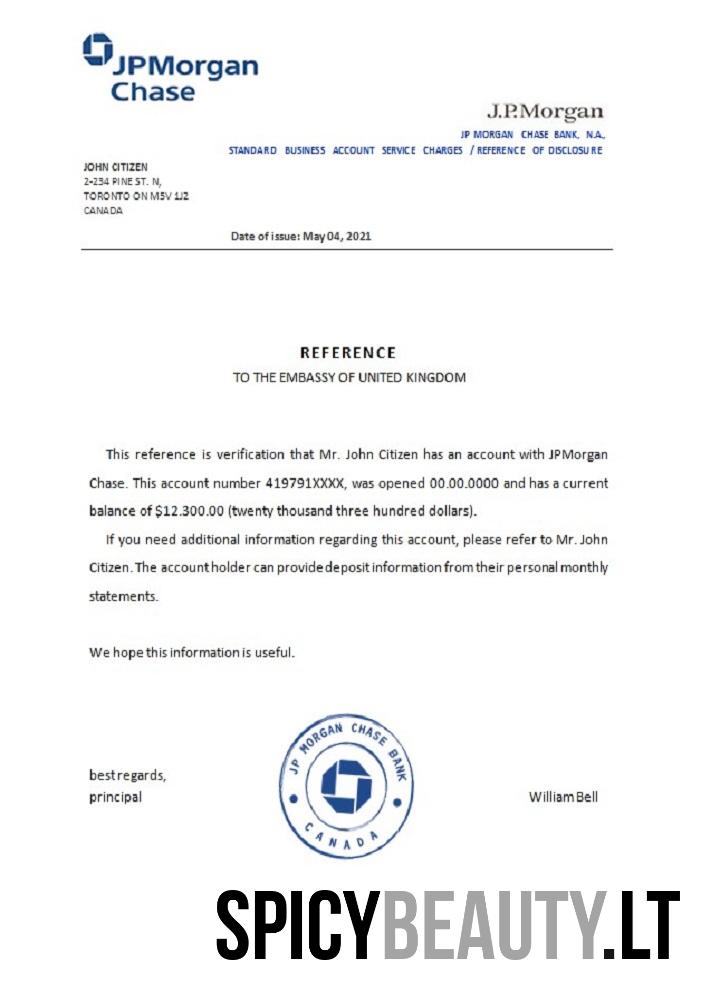 JPMorgan
Chase
J.P.Morgan
JP MORGAN CHASE BANK, N.A.,
STANDARD BUSINESS ACCOUNT SERVICE CHARGES / REFERENCE OF DISCLOSURE
JOHN CITIZEN
2-234 PINE ST. N,
TORONTO ON M5V 1J2
CANADA
Date of issue: May 04, 2021
REFERENCE
TO THE EMBASSY OF UNITED KINGDOM
This reference is verification that Mr. John Citizen has an account with JPMorgan
Chase. This account number 419791XXXX, was opened 00.00.0000 and has a current
balance of $12.300.00 (twenty thousand three hundred dollars).
If you need additional information regarding this account, please refer to Mr. John
Citizen. The account holder can provide deposit information from their personal monthly
statements.
We hope this information is useful.
JP MORGAN CHASE BANK
CANADA
best regards,
principal
William Bell
SPICYBEAUTY.LT